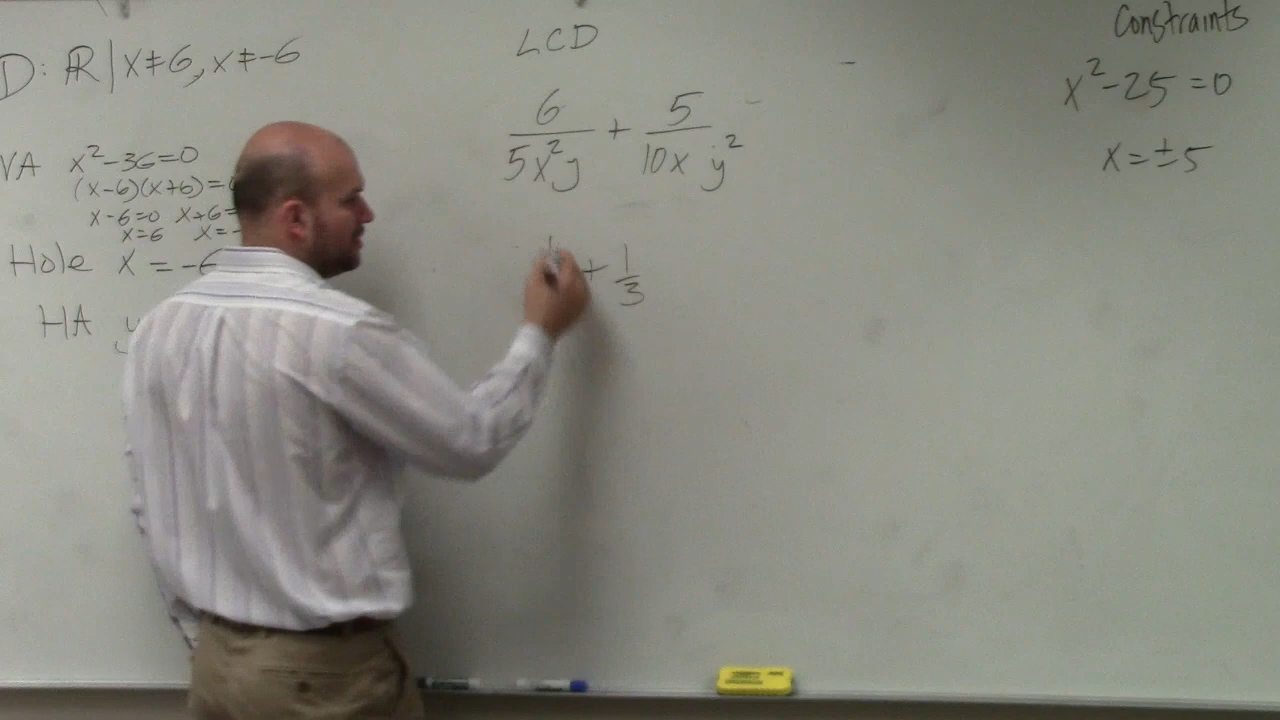 D: ℝ | x≠6, x≠-6
VA x²-36=0
(x-6)(x+6)=
x-6=0 x+6=
x=6 x=-
Hole x = -6
HA y
LCD
6/5x²y + 5/10xy²
+ 1/3
Constraints
x²-25=0
x=±5